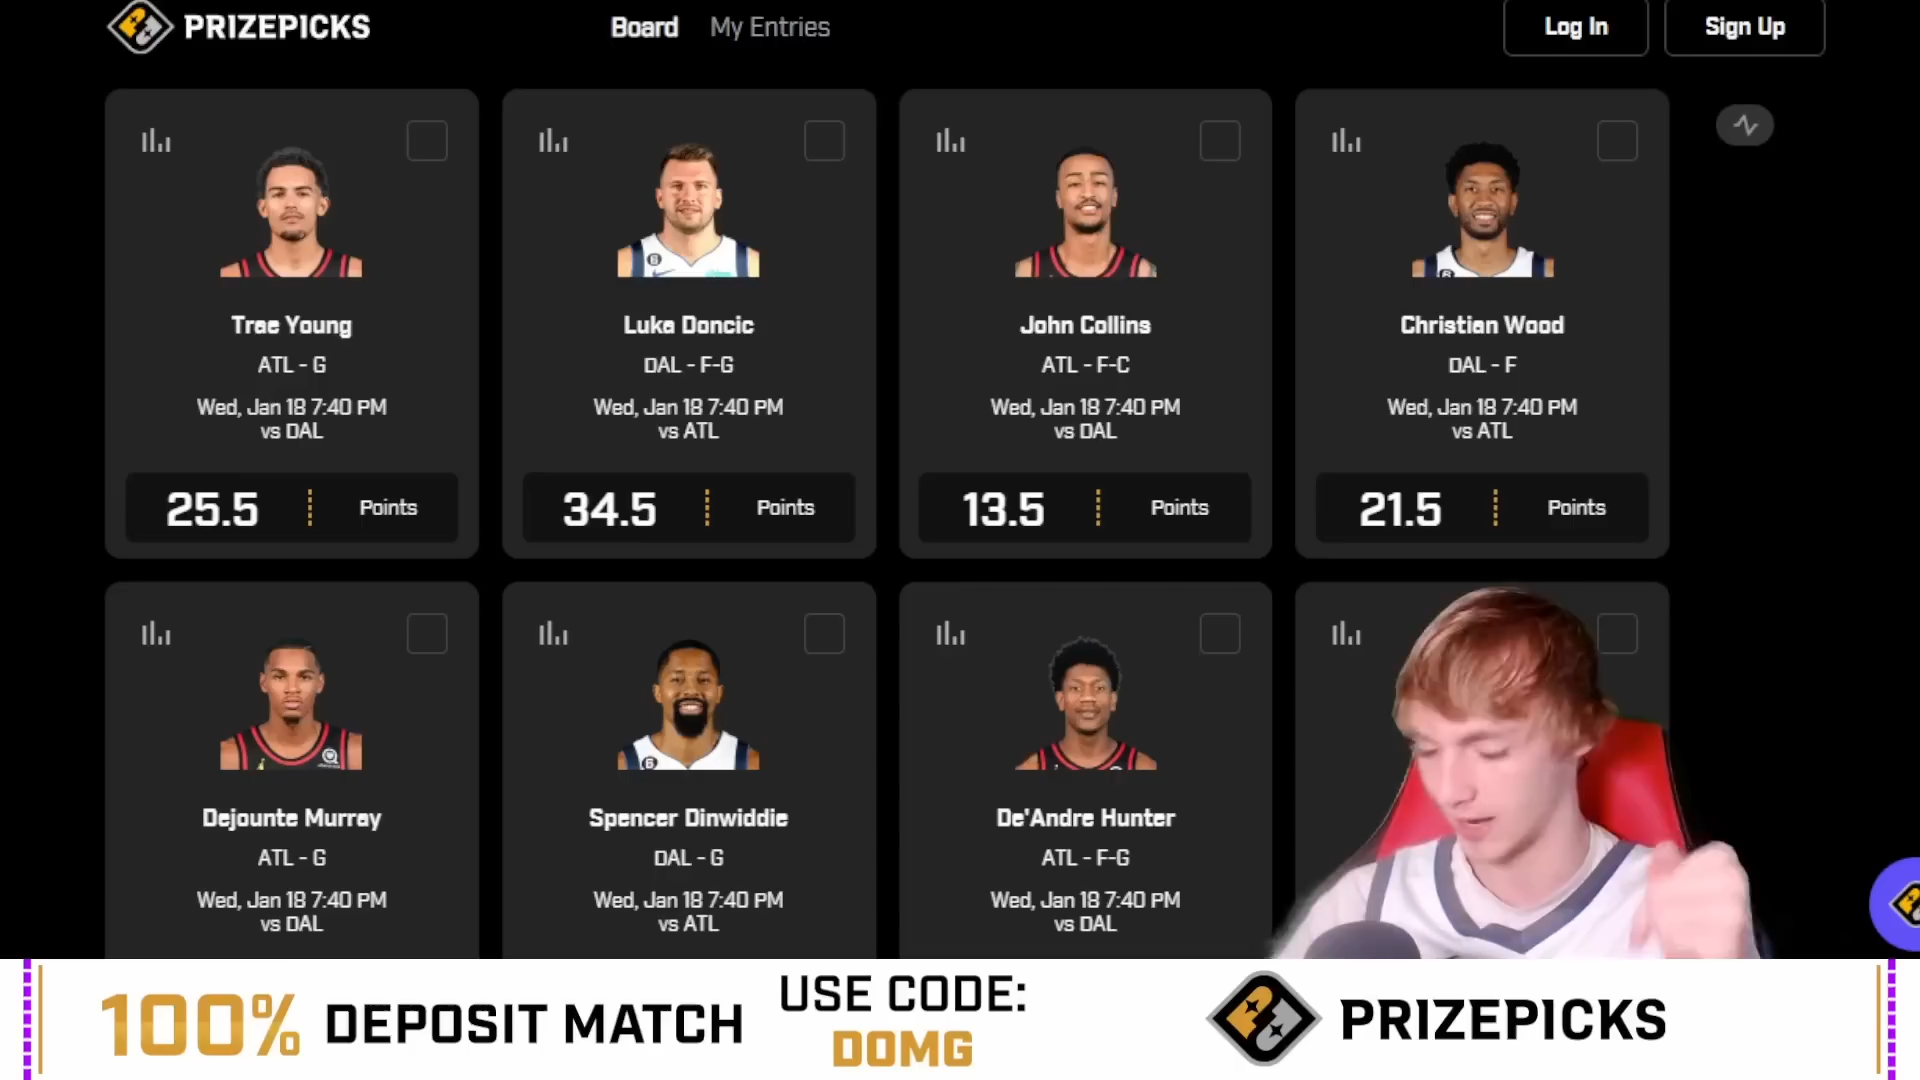 PRIZEPICKS
Board My Entries
Log In Sign Up
Trae Young
ATL - G
Wed, Jan 18 7:40 PM
vs DAL
25.5 Points
Luka Doncic
DAL - F-G
Wed, Jan 18 7:40 PM
vs ATL
34.5 Points
John Collins
ATL - F-C
Wed, Jan 18 7:40 PM
vs DAL
13.5 Points
Christian Wood
DAL - F
Wed, Jan 18 7:40 PM
vs ATL
21.5 Points
Dejounte Murray
ATL - G
Wed, Jan 18 7:40 PM
vs DAL
Spencer Dinwiddie
DAL - G
Wed, Jan 18 7:40 PM
vs ATL
De'Andre Hunter
ATL - F-G
Wed, Jan 18 7:40 PM
vs DAL
100% DEPOSIT MATCH
USE CODE:
DOMG
PRIZEPICKS